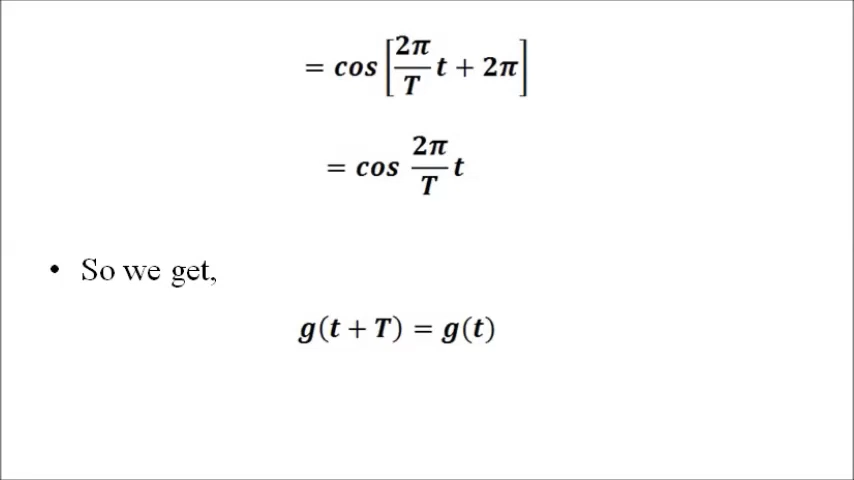 = cos[2π/T t + 2π]
= cos 2π/T t
• So we get,
g(t + T) = g(t)